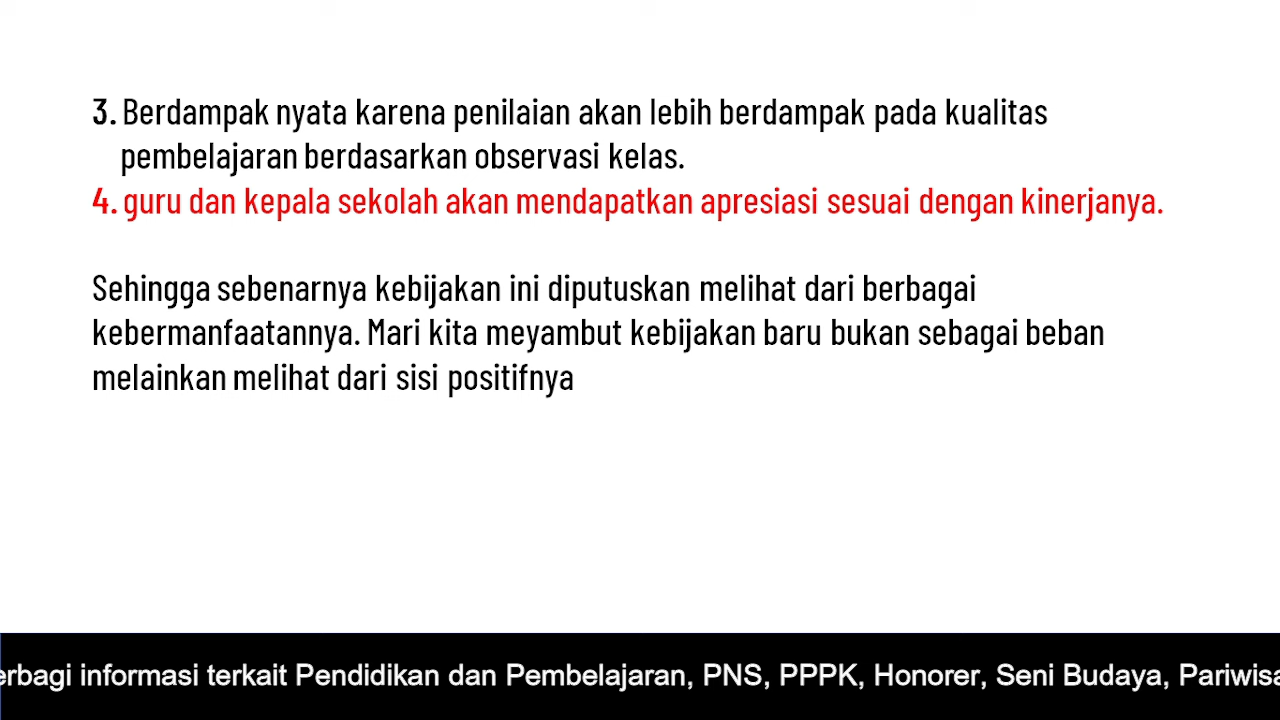 3. Berdampak nyata karena penilaian akan lebih berdampak pada kualitas
pembelajaran berdasarkan observasi kelas.
4. guru dan kepala sekolah akan mendapatkan apresiasi sesuai dengan kinerjanya.
Sehingga sebenarnya kebijakan ini diputuskan melihat dari berbagai
kebermanfaatannya. Mari kita meyambut kebijakan baru bukan sebagai beban
melainkan melihat dari sisi positifnya
erbagi informasi terkait Pendidikan dan Pembelajaran, PNS, PPPK, Honorer, Seni Budaya, Pariwisa